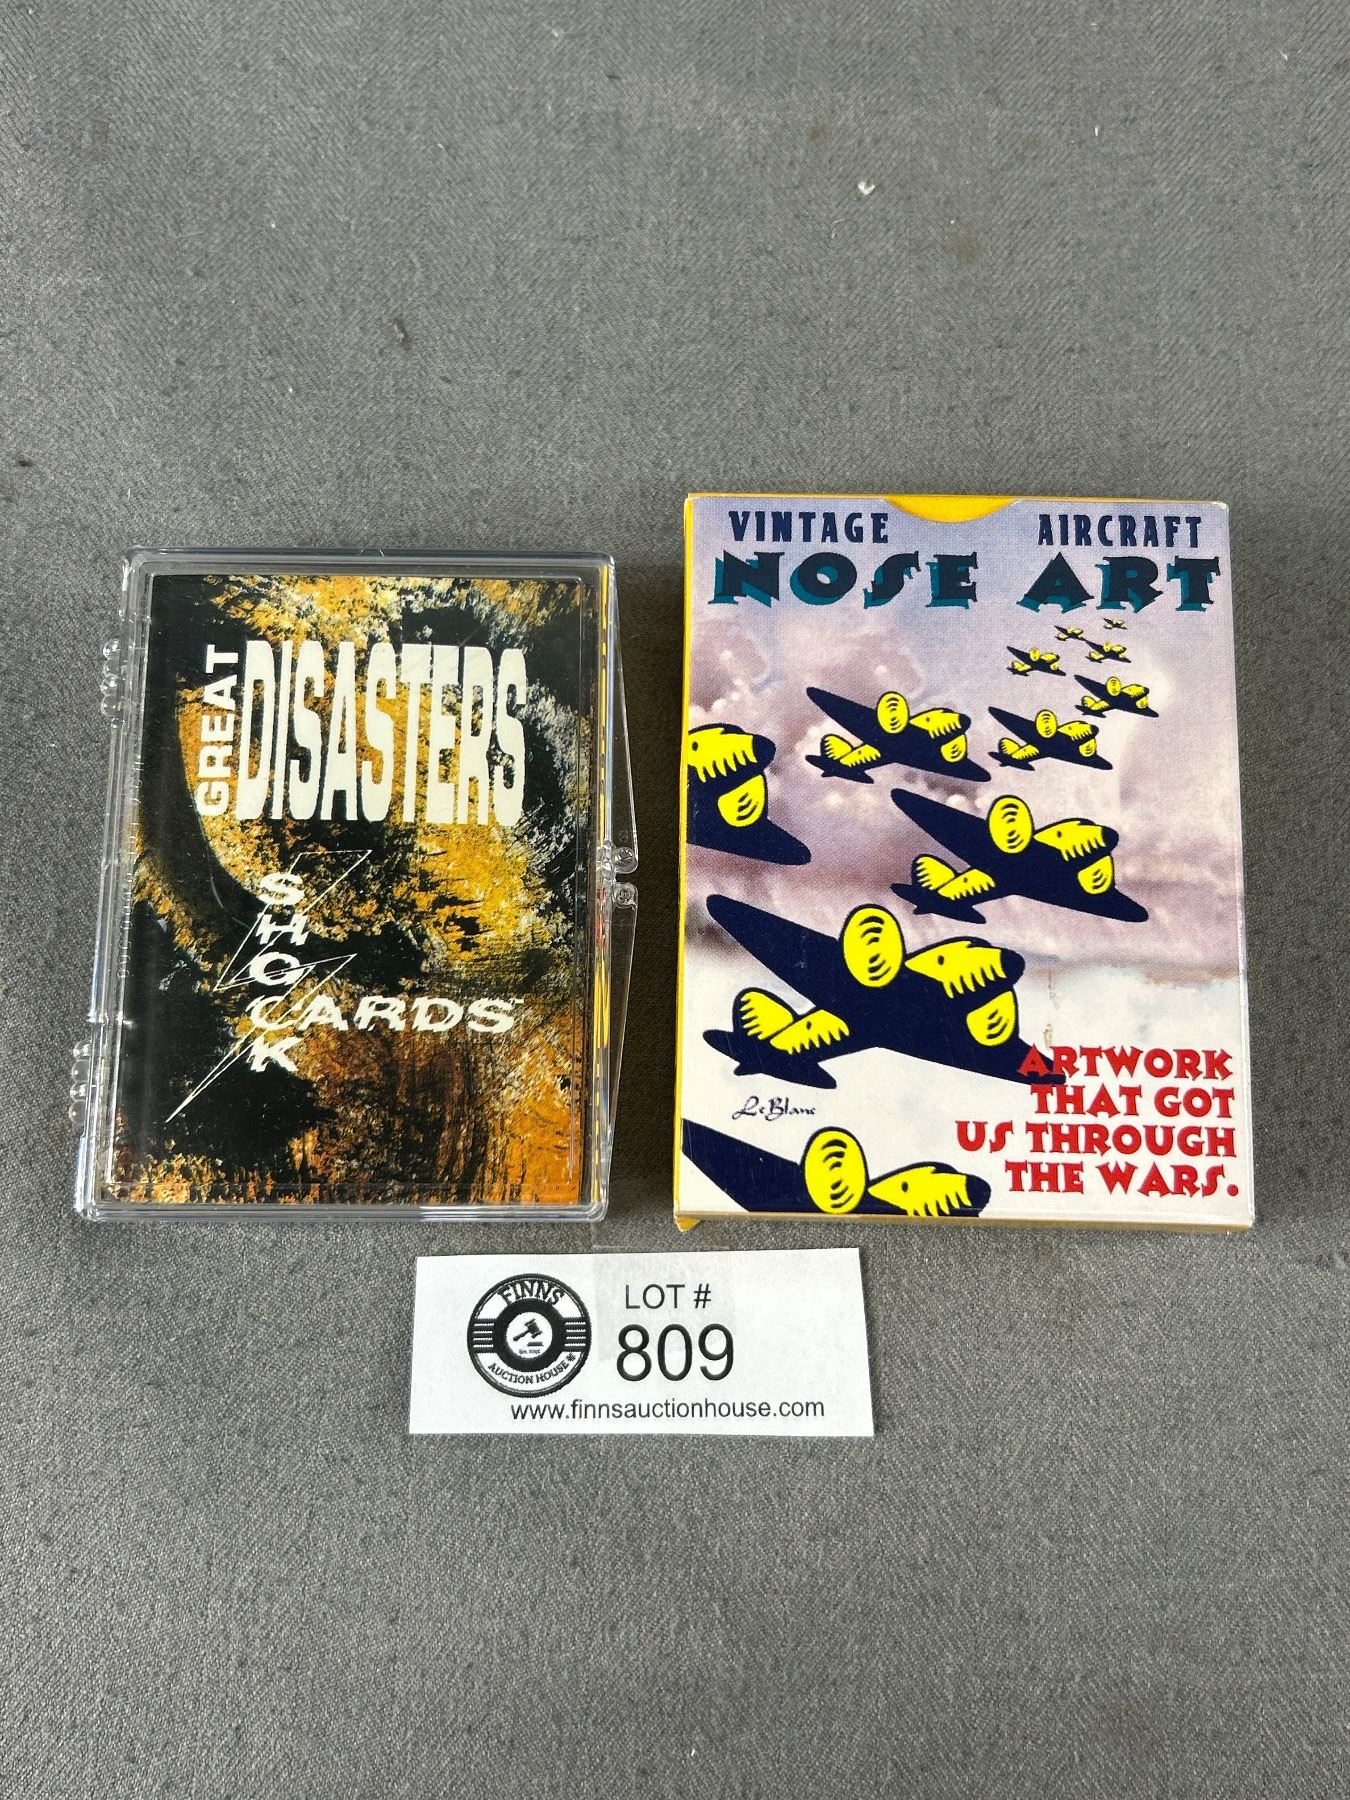 GREAT
DISASTERS
SHOCK
CARDS™
VINTAGE AIRCRAFT
NOSE ART
LeBlanc
ARTWORK
THAT GOT
US THROUGH
THE WARS.
FINNS
AUCTION HOUSE
LOT #
809
www.finnsauctionhouse.com